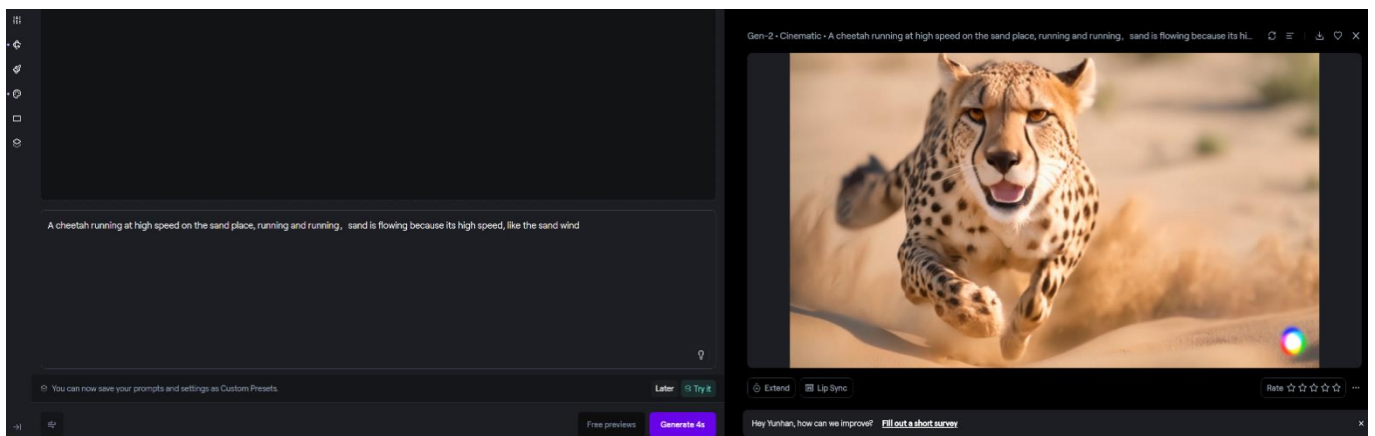 Gen-2 • Cinematic • A cheetah running at high speed on the sand place, running and running，sand is flowing because its hi...
A cheetah running at high speed on the sand place, running and running，sand is flowing because its high speed, like the sand wind
You can now save your prompts and settings as Custom Presets.
Later
Try it
Extend
Lip Sync
Rate
Free previews
Generate 4s
Hey Yunhan, how can we improve? Fill out a short survey